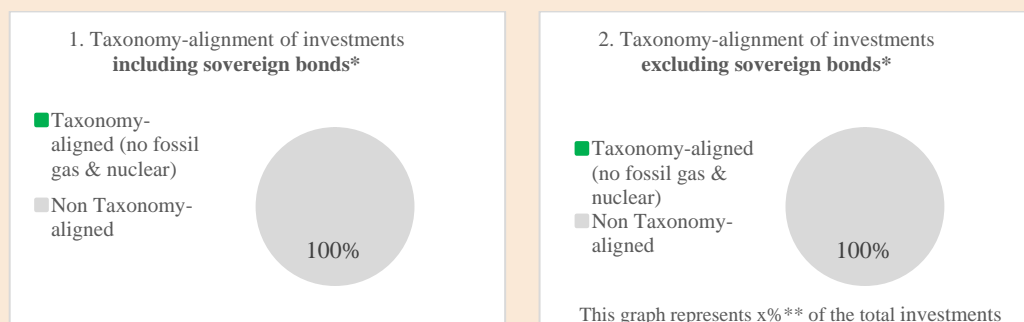 1. Taxonomy-alignment of investments
including sovereign bonds*
Taxonomy-
aligned (no fossil
gas & nuclear)
Non Taxonomy-
aligned
100%
2. Taxonomy-alignment of investments
excluding sovereign bonds*
Taxonomy-aligned
(no fossil gas &
nuclear)
Non Taxonomy-
aligned
100%
This graph represents x%** of the total investments